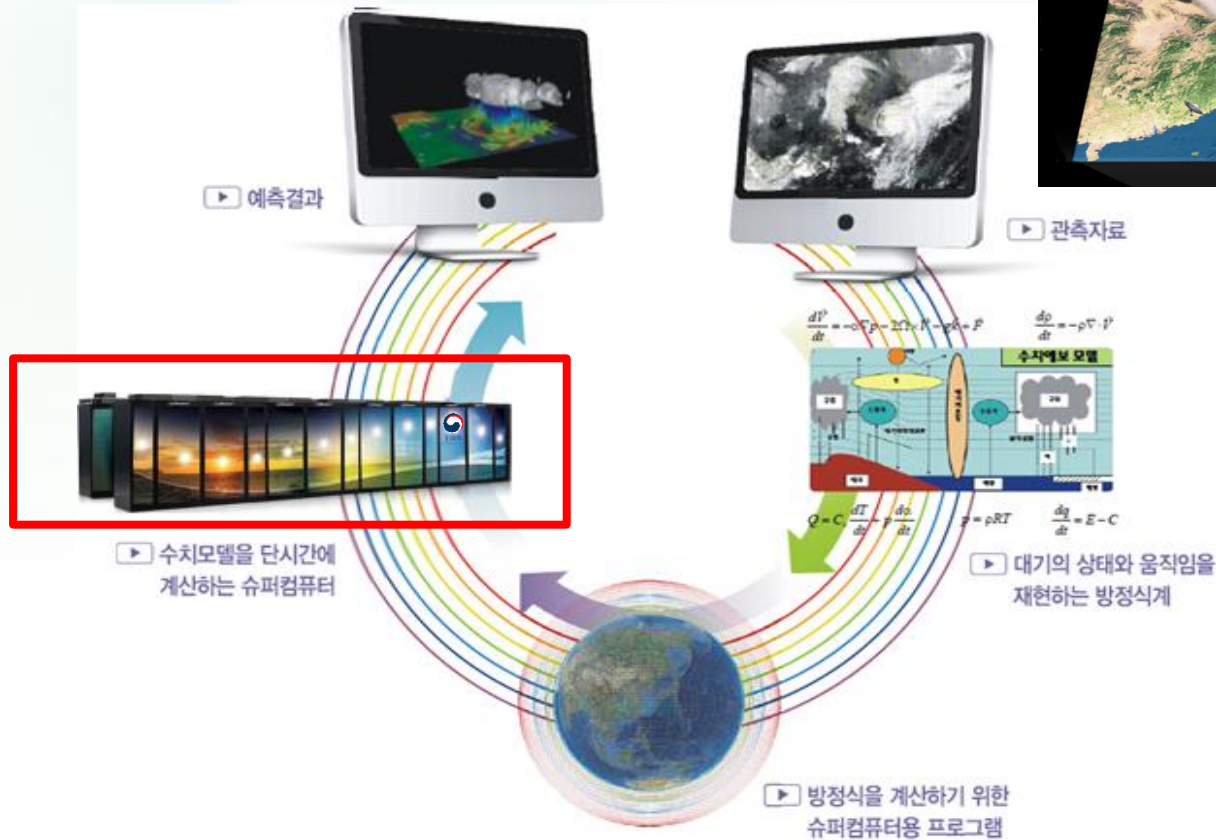 예측결과
관측자료
수치예보 모델
p = ρRT
dq/dt = E - C
수치모델을 단시간에
계산하는 슈퍼컴퓨터
대기의 상태와 움직임을
재현하는 방정식계
방정식을 계산하기 위한
슈퍼컴퓨터용 프로그램